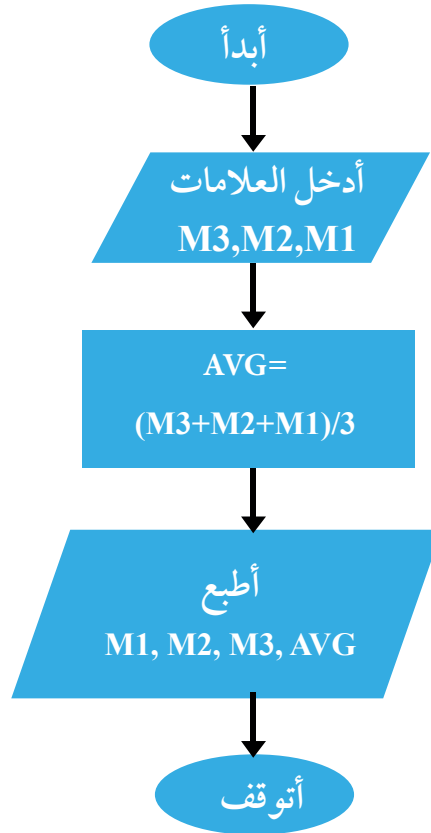 أبدأ
أدخل العلامات
M3,M2,M1
AVG=
(M3+M2+M1)/3
أطبع
M1, M2, M3, AVG
أتوقف